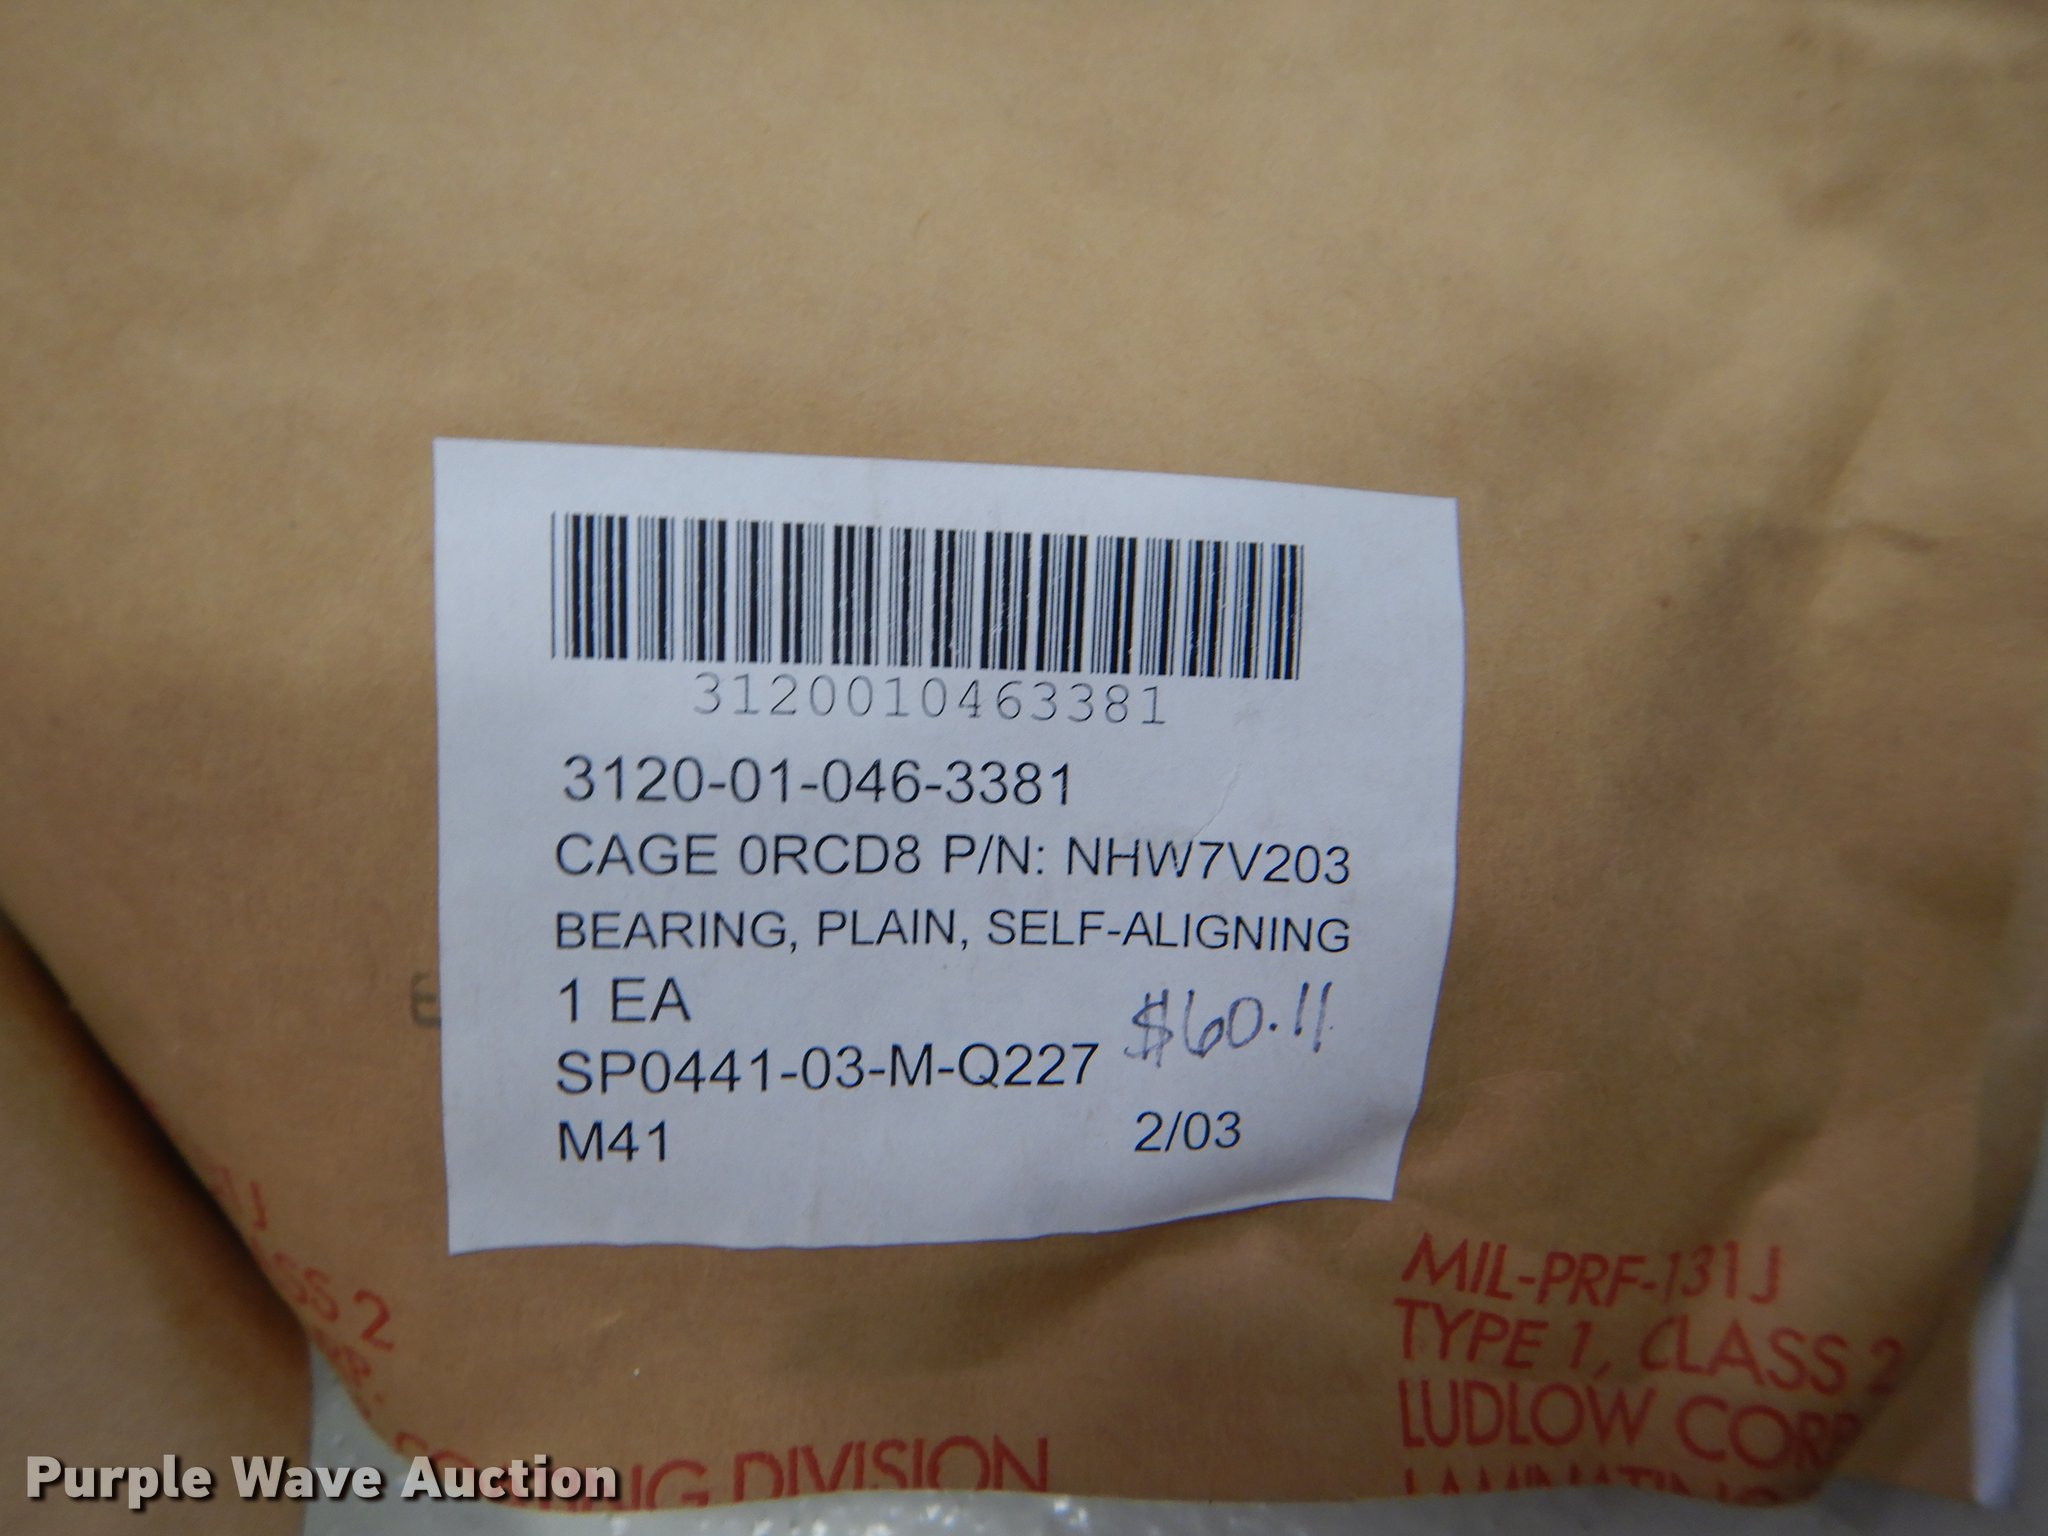 3120010463381
3120-01-046-3381
CAGE 0RCD8 P/N: NHW7V203
BEARING, PLAIN, SELF-ALIGNING
1 EA
$60.11
SP0441-03-M-Q227
M41 2/03
MIL-PRF-131J
TYPE 1, CLASS 2
LUDLOW CORP
2
DIVISION
Purple Wave Auction